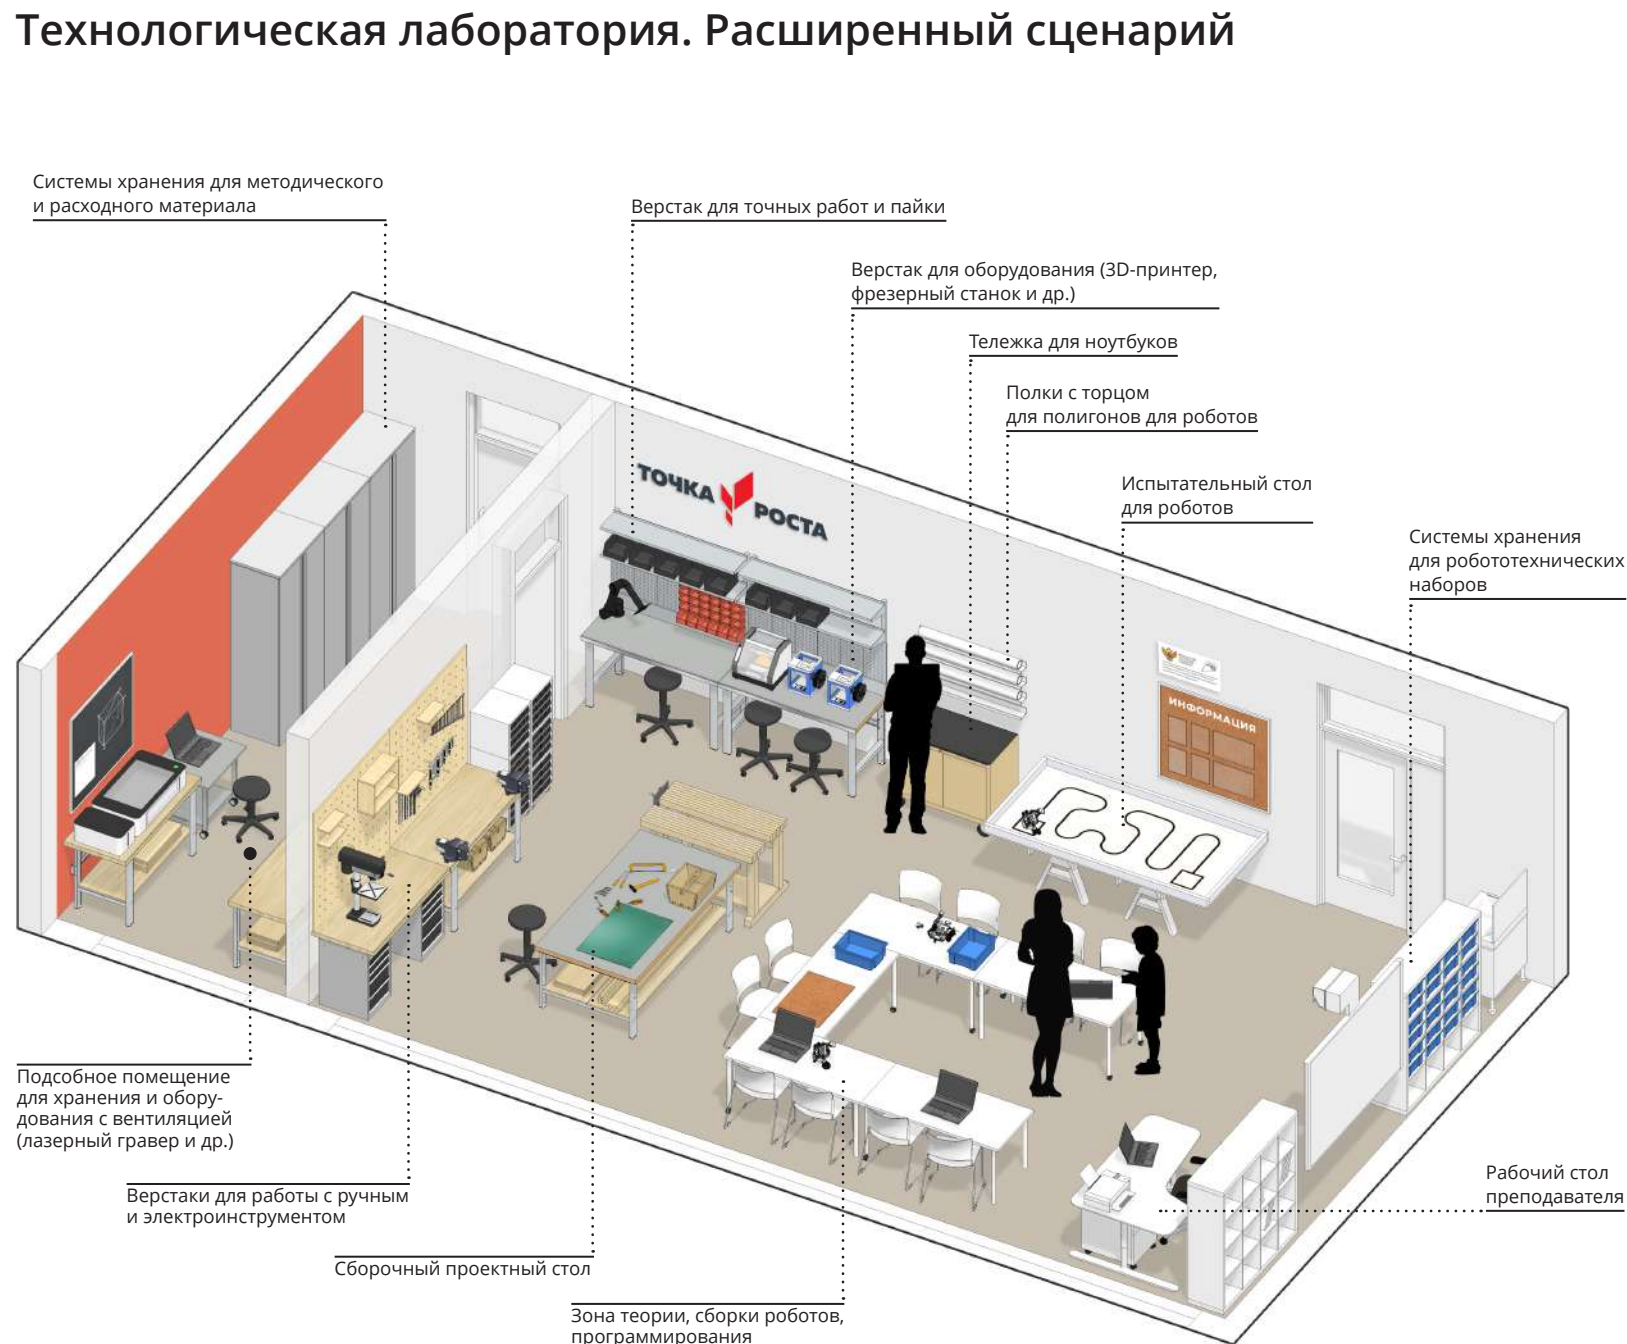 Технологическая лаборатория. Расширенный сценарий
Системы хранения для методического
и расходного материала
Верстак для точных работ и пайки
Верстак для оборудования (3D-принтер,
фрезерный станок и др.)
Тележка для ноутбуков
Полки с торцом
для полигонов для роботов
Испытательный стол
для роботов
Системы хранения
для робототехнических
наборов
ТОЧКА
РОСТА
ИНФОРМАЦИЯ
Подсобное помещение
для хранения и обору-
дования с вентиляцией
(лазерный гравер и др.)
Верстаки для работы с ручным
и электроинструментом
Сборочный проектный стол
Зона теории, сборки роботов,
программирования
Рабочий стол
преподавателя